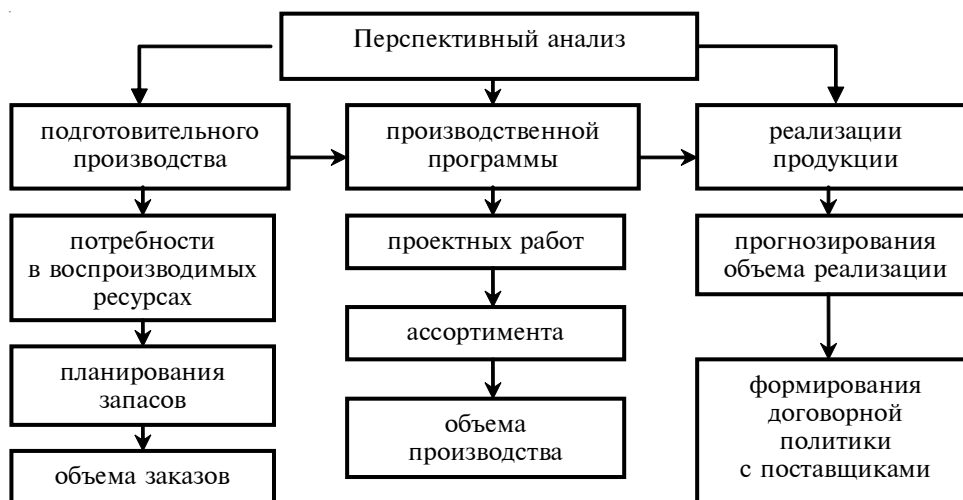 Перспективный анализ
подготовительного
производства
производственной
программы
реализации
продукции
потребности
в воспроизводимых
ресурсах
проектных работ
прогнозирования
объема реализации
ассортимента
планирования
запасов
формирования
договорной
политики
с поставщиками
объема
производства
объема заказов